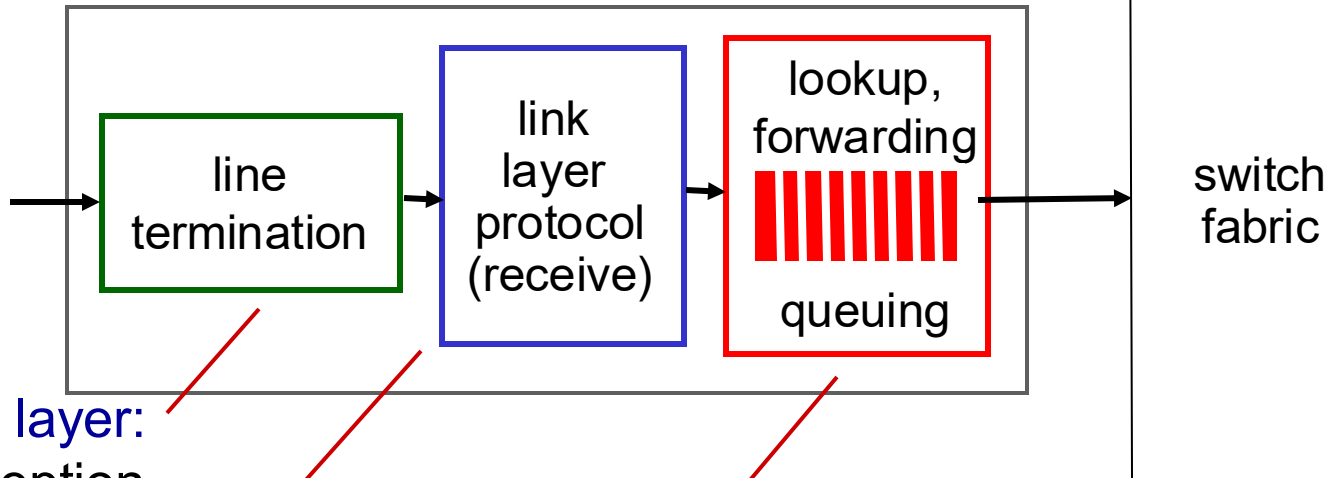 line
termination
link
layer
protocol
(receive)
lookup,
forwarding
queuing
switch
fabric
layer: